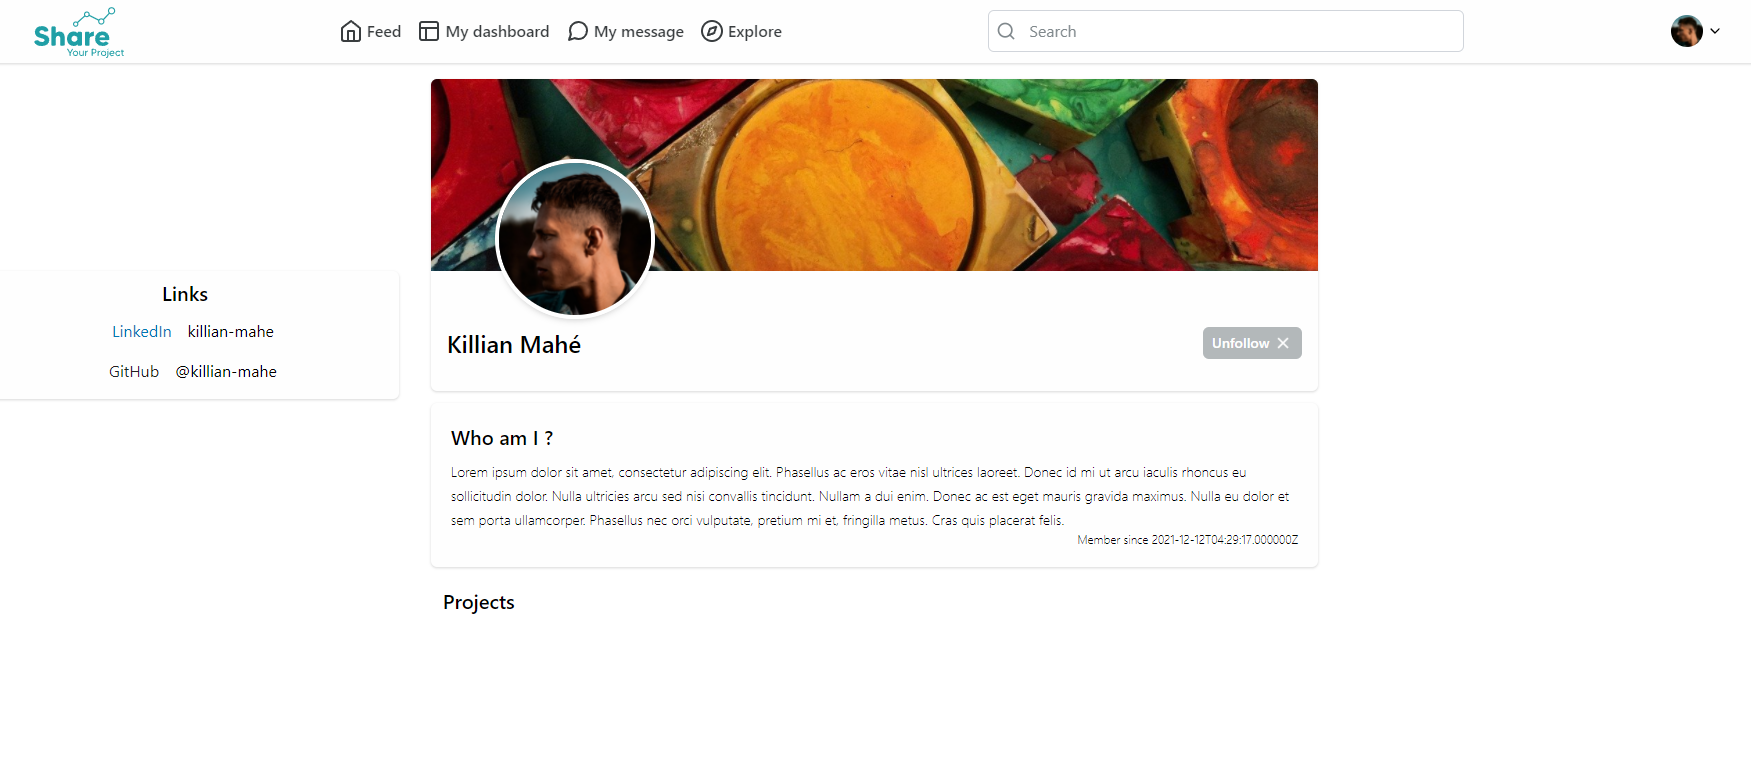 Share
Your Project
Feed
My dashboard
My message
Explore
Search
Links
LinkedIn killian-mahe
GitHub @killian-mahe
Killian Mahé
Unfollow
Who am I ?
Lorem ipsum dolor sit amet, consectetur adipiscing elit. Phasellus ac eros vitae nisl ultrices laoreet. Donec id mi ut arcu iaculis rhoncus eu
sollicitudin dolor. Nulla ultricies arcu sed nisi convallis tincidunt. Nullam a dui enim. Donec ac est eget mauris gravida maximus. Nulla eu dolor et
sem porta ullamcorper. Phasellus nec orci vulputate, pretium mi et, fringilla metus. Cras quis placerat felis.
Member since 2021-12-12T04:29:17.000000Z
Projects